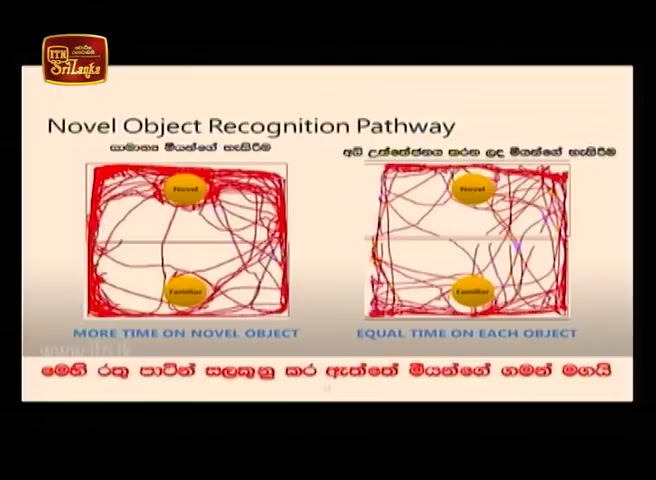 ITN
Sri Lanka
Novel Object Recognition Pathway
සාමාන්‍ය මීයන්ගේ හැසිරීම
අධි උත්තේජනය කරන ලද මීයන්ගේ හැසිරීම
Novel
Novel
Familiar
Familiar
MORE TIME ON NOVEL OBJECT
EQUAL TIME ON EACH OBJECT
www.itn.lk
මෙහි රතු පාටින් සලකුනු කර ඇත්තේ මීයන්ගේ ගමන් මගයි